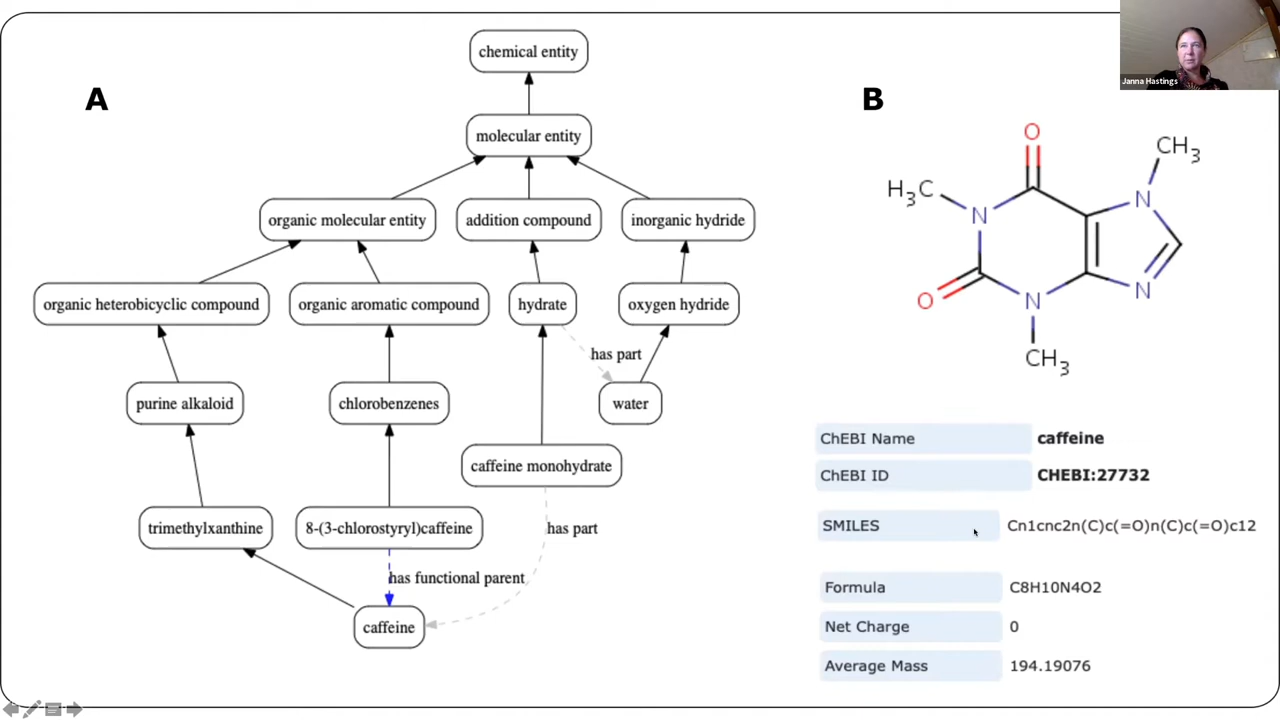 Janna Hastings
A
chemical entity
molecular entity
organic molecular entity
addition compound
inorganic hydride
organic heterobicyclic compound
organic aromatic compound
hydrate
oxygen hydride
has part
purine alkaloid
chlorobenzenes
water
caffeine monohydrate
trimethylxanthine
8-(3-chlorostyryl)caffeine
has part
has functional parent
caffeine
B
O
CH3
H3C
N
N
O
N
N
CH3
ChEBI Name caffeine
ChEBI ID CHEBI:27732
SMILES Cn1cnc2n(C)c(=O)n(C)c(=O)c12
Formula C8H10N4O2
Net Charge 0
Average Mass 194.19076